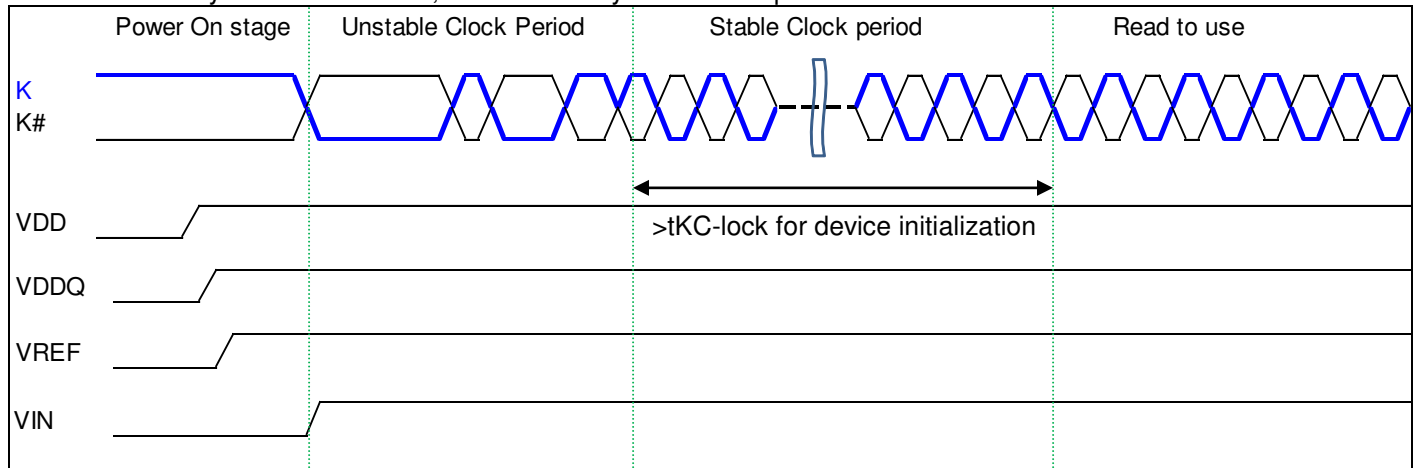 Power On stage
Unstable Clock Period
Stable Clock period
Read to use
K
K#
>tKC-lock for device initialization
VDD
VDDQ
VREF
VIN